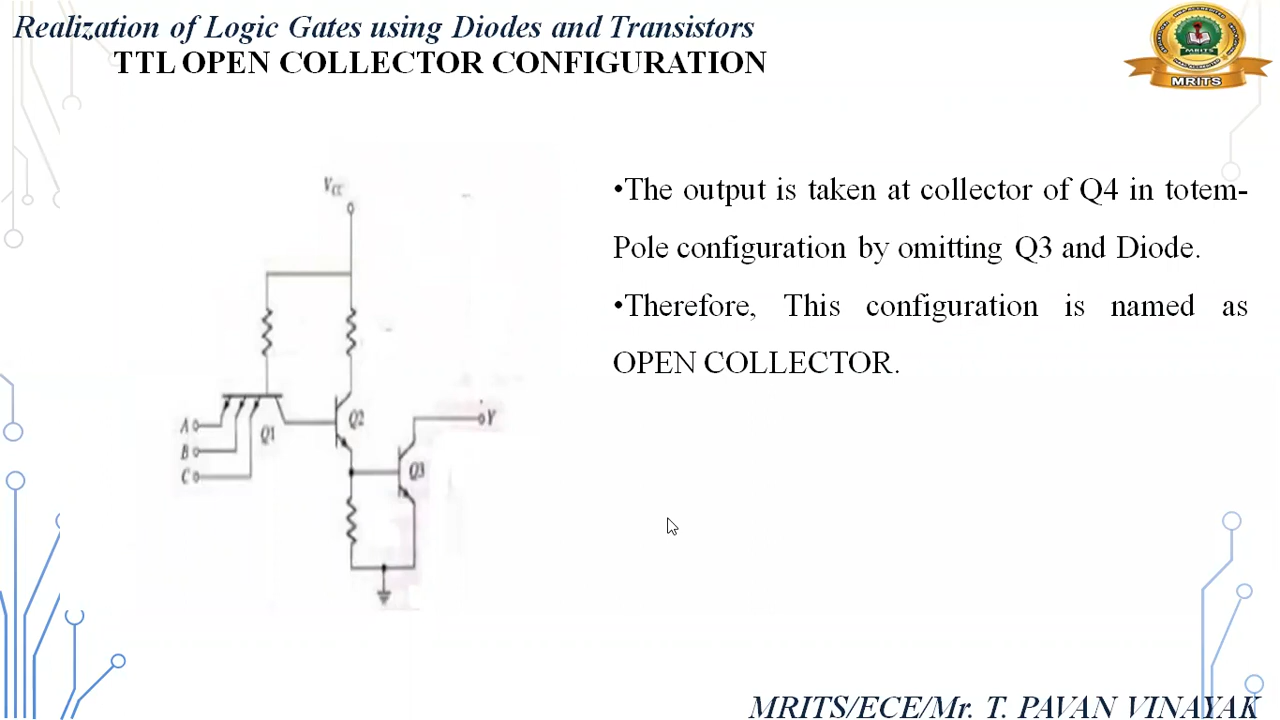 Realization of Logic Gates using Diodes and Transistors
TTL OPEN COLLECTOR CONFIGURATION
MRITS
VCC
•The output is taken at collector of Q4 in totem-
Pole configuration by omitting Q3 and Diode.
•Therefore, This configuration is named as
OPEN COLLECTOR.
A
B
C
Q1
Q2
Y
Q3
MRITS/ECE/Mr. T. PAVAN VINAYAK